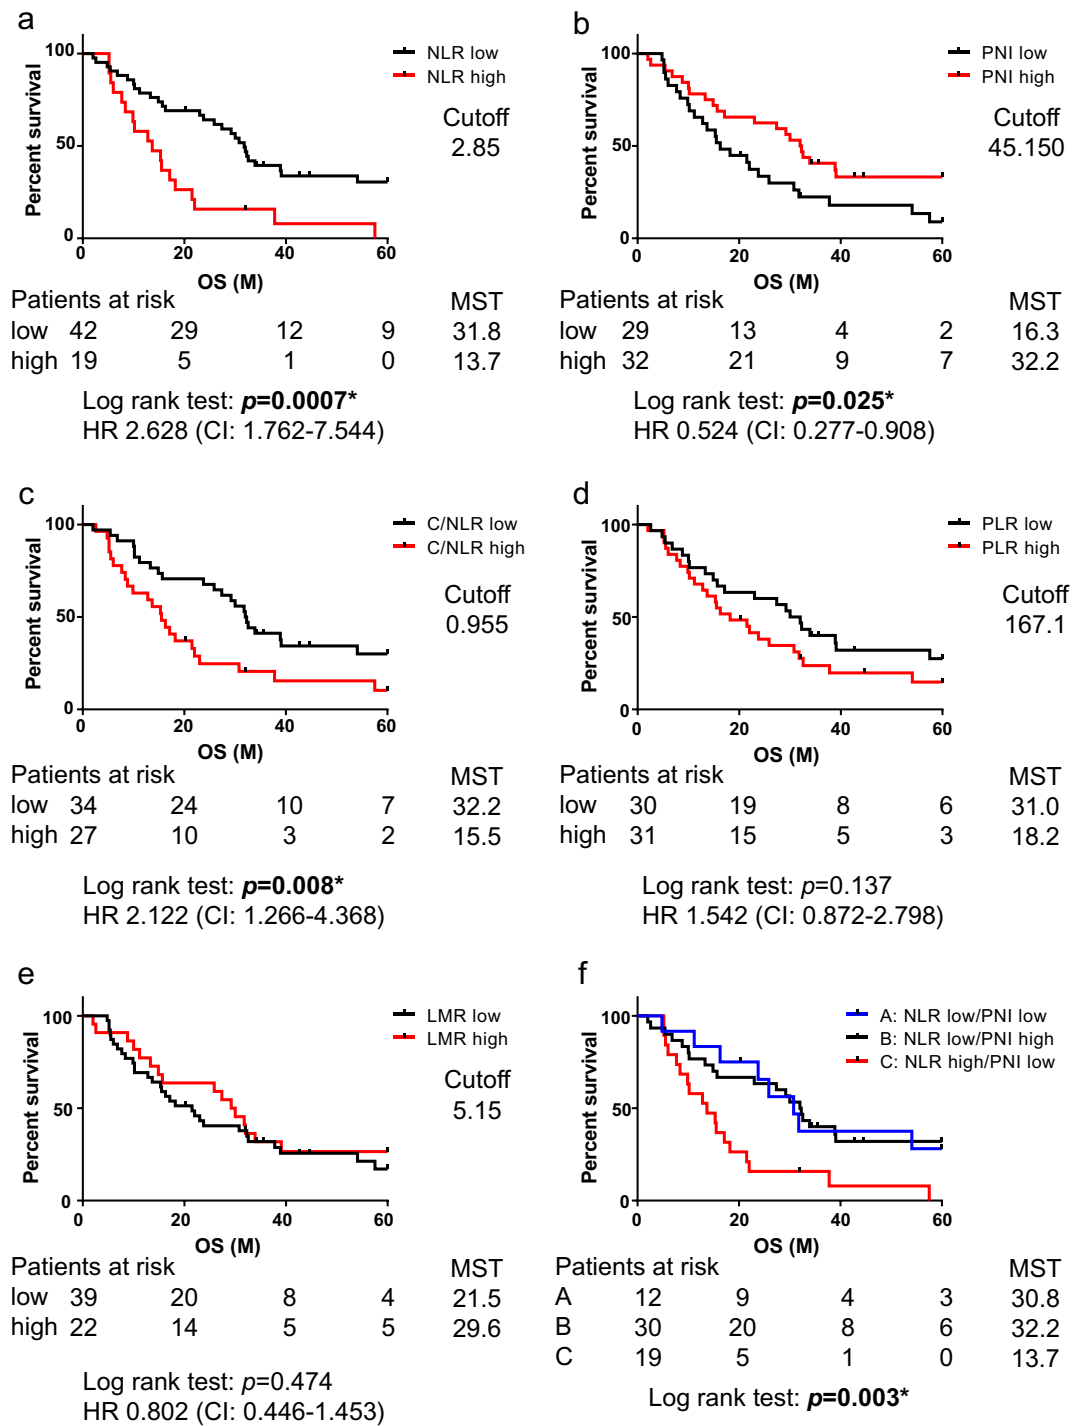 a
NLR low
NLR high
Cutoff
2.85
Percent survival
100
50
0
0 20 40 60
OS (M)
Patients at risk MST
low 42 29 12 9 31.8
high 19 5 1 0 13.7
Log rank test: p=0.0007*
HR 2.628 (CI: 1.762-7.544)
b
PNI low
PNI high
Cutoff
45.150
Percent survival
100
50
0
0 20 40 60
OS (M)
Patients at risk MST
low 29 13 4 2 16.3
high 32 21 9 7 32.2
Log rank test: p=0.025*
HR 0.524 (CI: 0.277-0.908)
c
C/NLR low
C/NLR high
Cutoff
0.955
Percent survival
100
50
0
0 20 40 60
OS (M)
Patients at risk MST
low 34 24 10 7 32.2
high 27 10 3 2 15.5
Log rank test: p=0.008*
HR 2.122 (CI: 1.266-4.368)
d
PLR low
PLR high
Cutoff
167.1
Percent survival
100
50
0
0 20 40 60
OS (M)
Patients at risk MST
low 30 19 8 6 31.0
high 31 15 5 3 18.2
Log rank test: p=0.137
HR 1.542 (CI: 0.872-2.798)
e
LMR low
LMR high
Cutoff
5.15
Percent survival
100
50
0
0 20 40 60
OS (M)
Patients at risk MST
low 39 20 8 4 21.5
high 22 14 5 5 29.6
Log rank test: p=0.474
HR 0.802 (CI: 0.446-1.453)
f
A: NLR low/PNI low
B: NLR low/PNI high
C: NLR high/PNI low
Percent survival
100
50
0
0 20 40 60
OS (M)
Patients at risk MST
A 12 9 4 3 30.8
B 30 20 8 6 32.2
C 19 5 1 0 13.7
Log rank test: p=0.003*